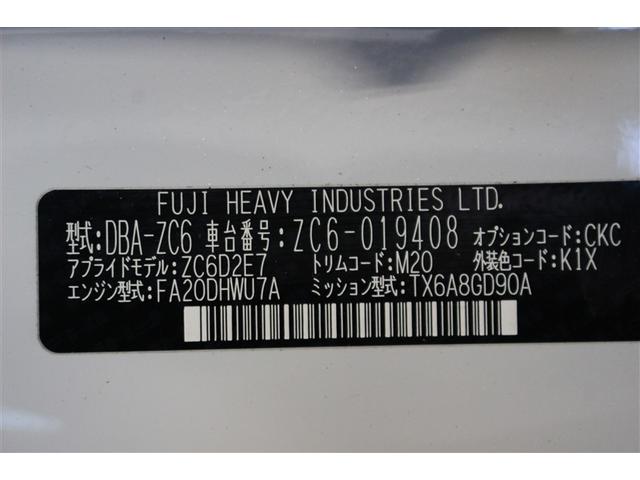 FUJI HEAVY INDUSTRIES LTD.
型式:DBA-ZC6 車台番号:ZC6-019408 オプションコード:CKC
アプライドモデル:ZC6D2E7 トリムコード:M20 外装色コード:K1X
エンジン型式:FA20DHWU7A ミッション型式:TX6A8GD90A